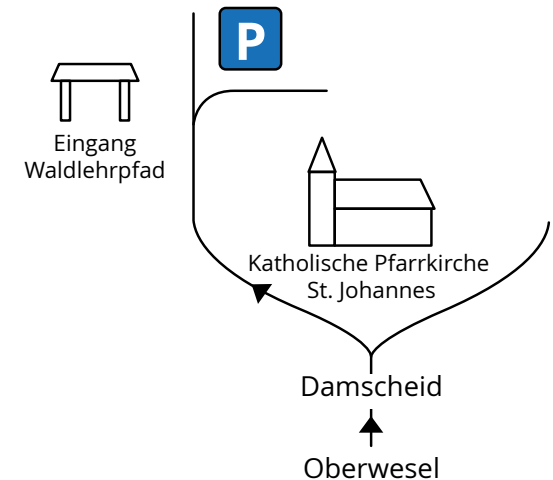 P
Eingang
Waldlehrpfad
Katholische Pfarrkirche
St. Johannes
Damscheid
Oberwesel